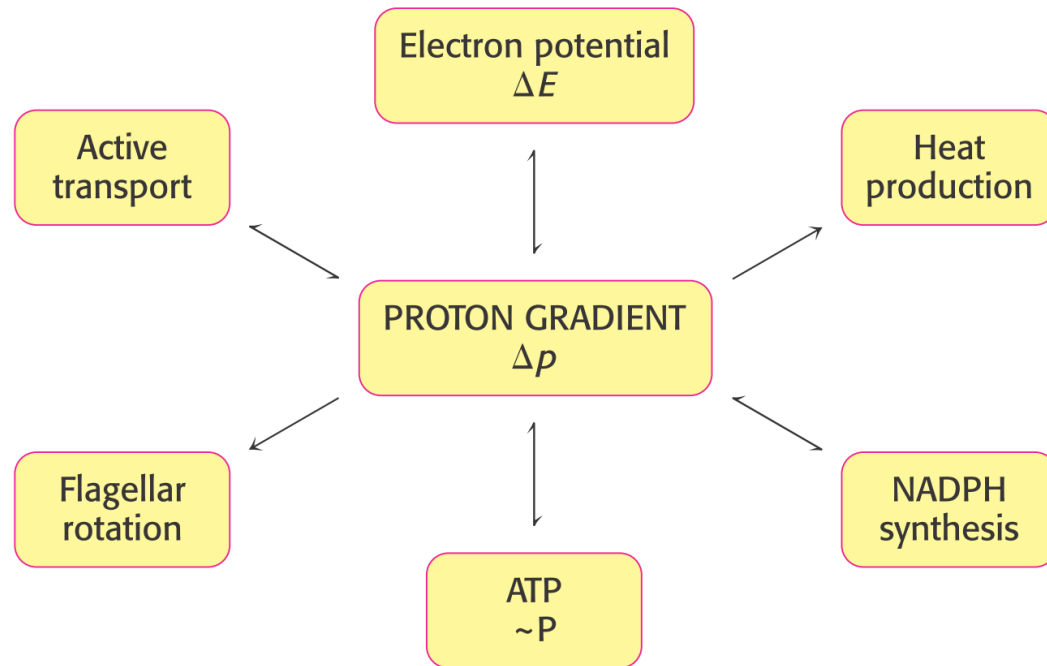 Electron potential
ΔE
Active
transport
Heat
production
PROTON GRADIENT
Δp
Flagellar
rotation
NADPH
synthesis
ATP
~P